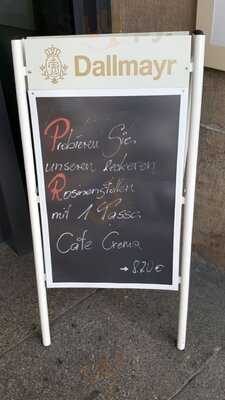 Dallmayr
Probieren Sie
unseren leckeren
Rosinenstollen
mit 1 Tasse
Cafe Crema
→ 8.20 €